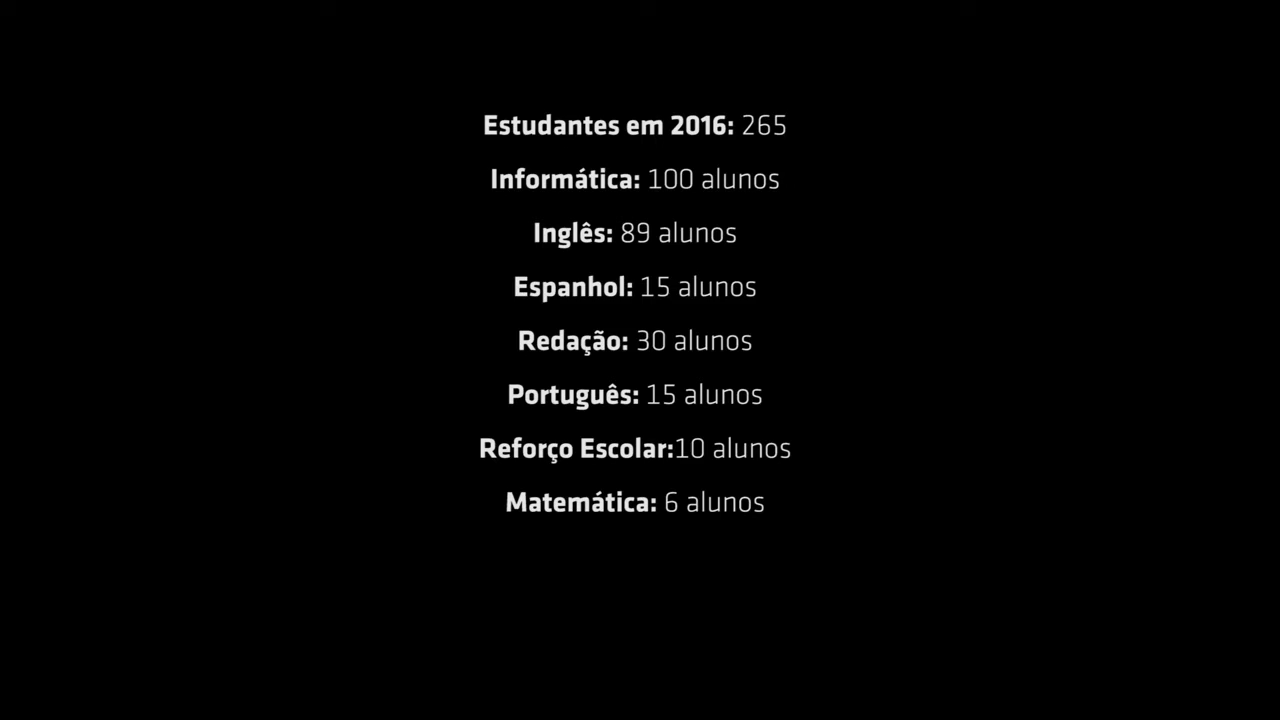 Estudantes em 2016: 265
Informática: 100 alunos
Inglês: 89 alunos
Espanhol: 15 alunos
Redação: 30 alunos
Português: 15 alunos
Reforço Escolar:10 alunos
Matemática: 6 alunos